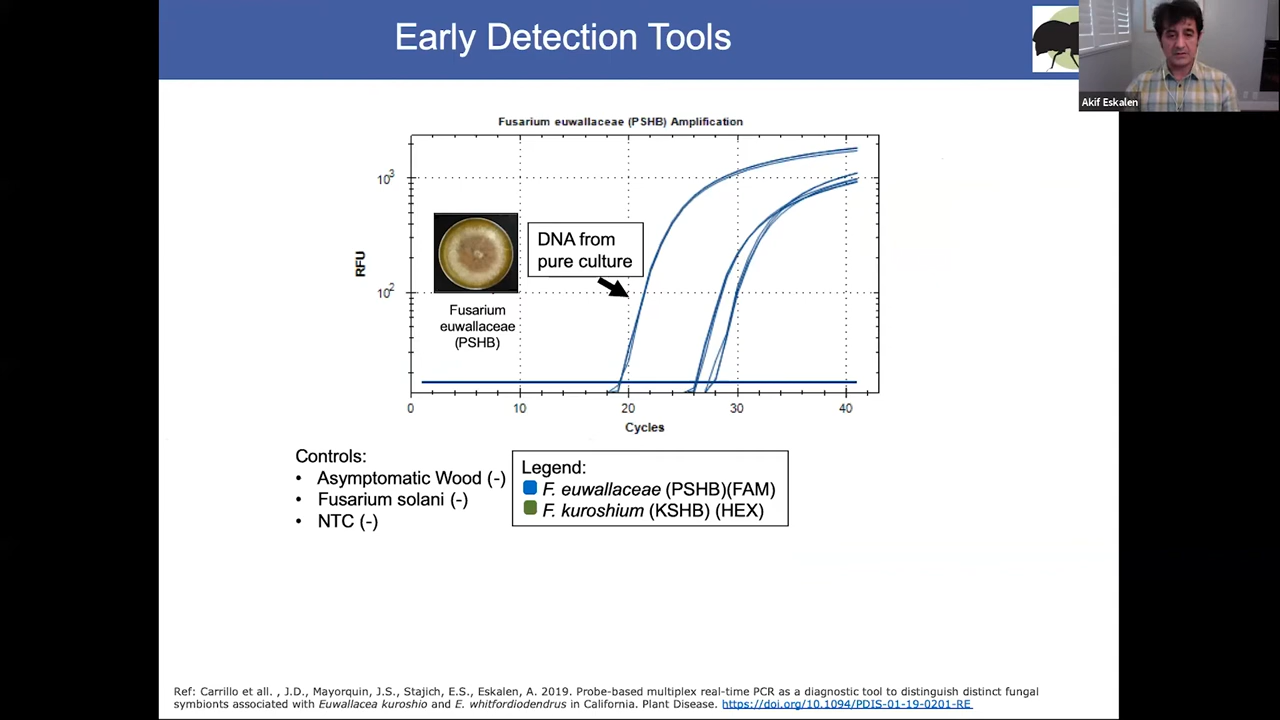 Early Detection Tools
Akif Eskalen
Fusarium euwallaceae (PSHB) Amplification
10³
10²
RFU
DNA from
pure culture
Fusarium
euwallaceae
(PSHB)
0 10 20 30 40
Cycles
Controls:
• Asymptomatic Wood (-)
• Fusarium solani (-)
• NTC (-)
Legend:
F. euwallaceae (PSHB)(FAM)
F. kuroshium (KSHB) (HEX)
Ref: Carrillo et all. , J.D., Mayorquin, J.S., Stajich, E.S., Eskalen, A. 2019. Probe-based multiplex real-time PCR as a diagnostic tool to distinguish distinct fungal
symbionts associated with Euwallacea kuroshio and E. whitfordiodendrus in California. Plant Disease. https://doi.org/10.1094/PDIS-01-19-0201-RE